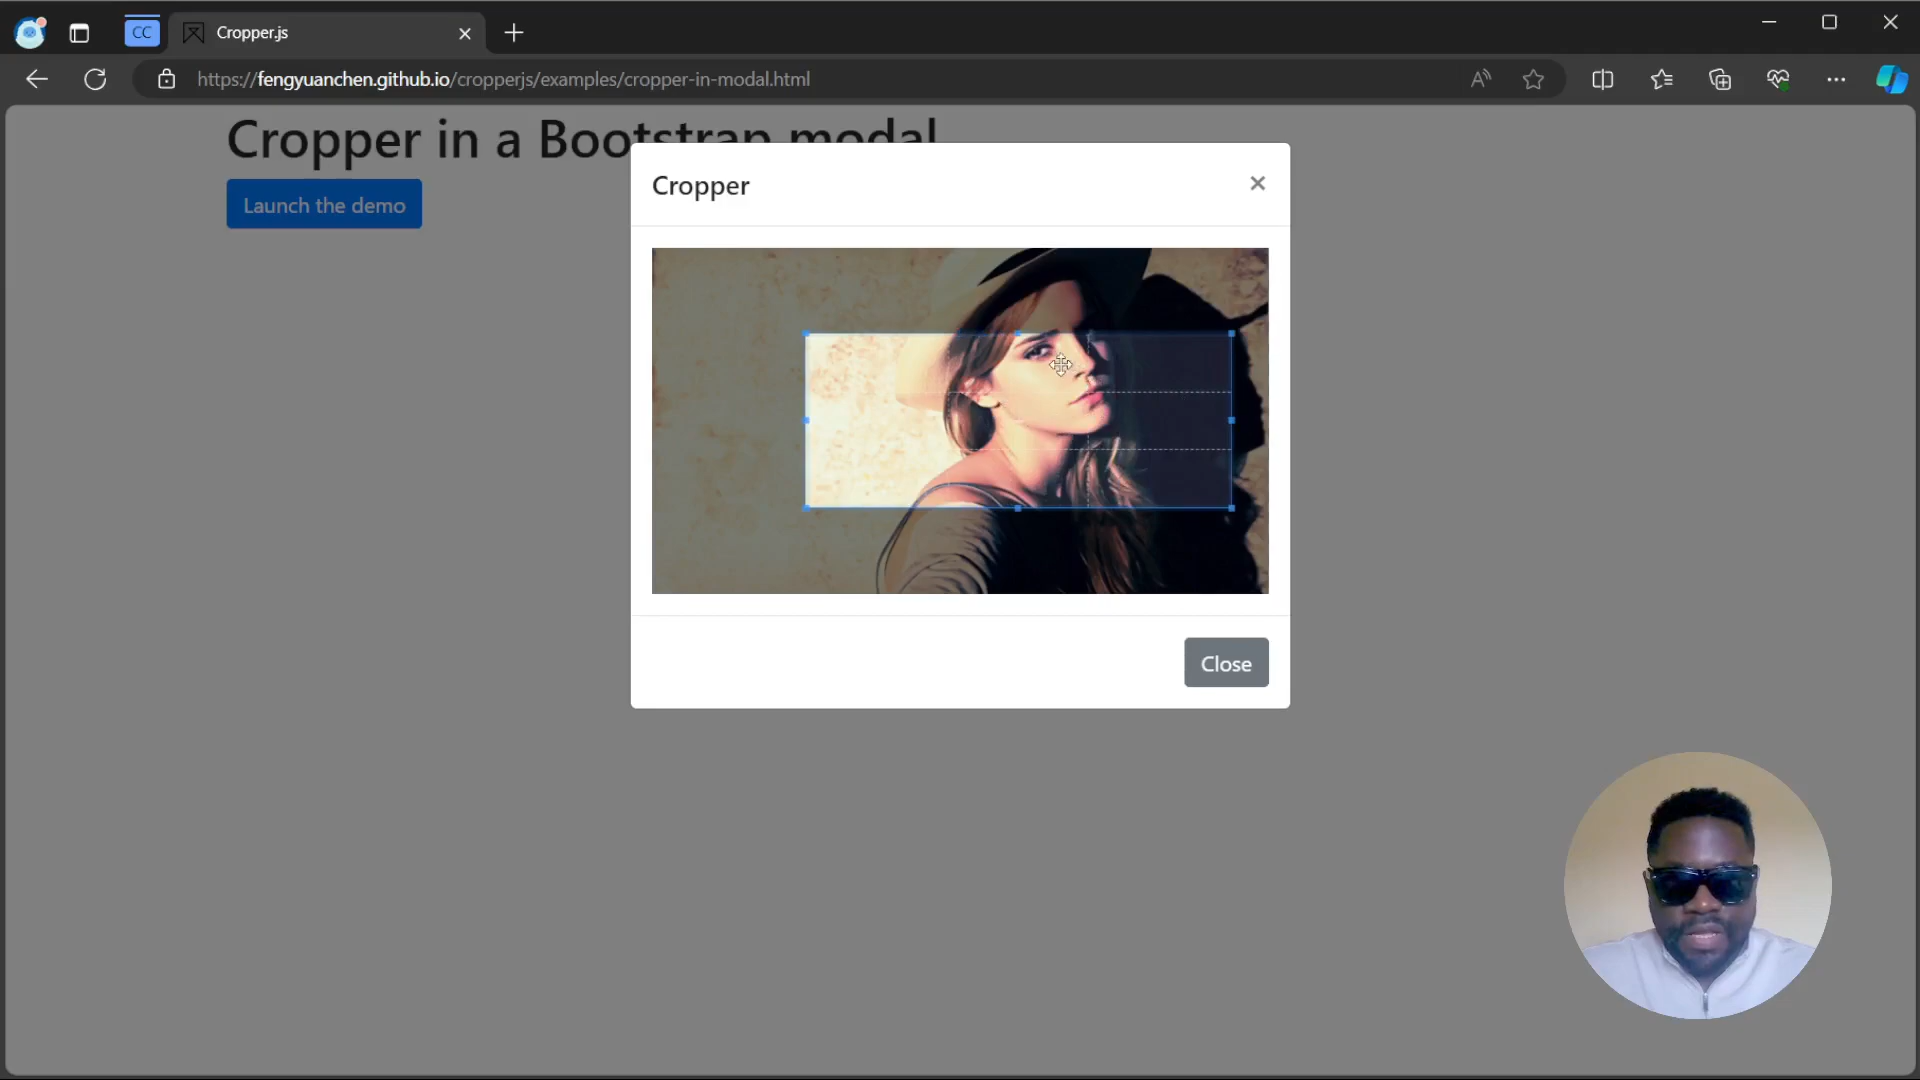 CC
Cropper.js
https://fengyuanchen.github.io/cropperjs/examples/cropper-in-modal.html
Cropper in a Bootstrap modal
Launch the demo
Cropper
Close